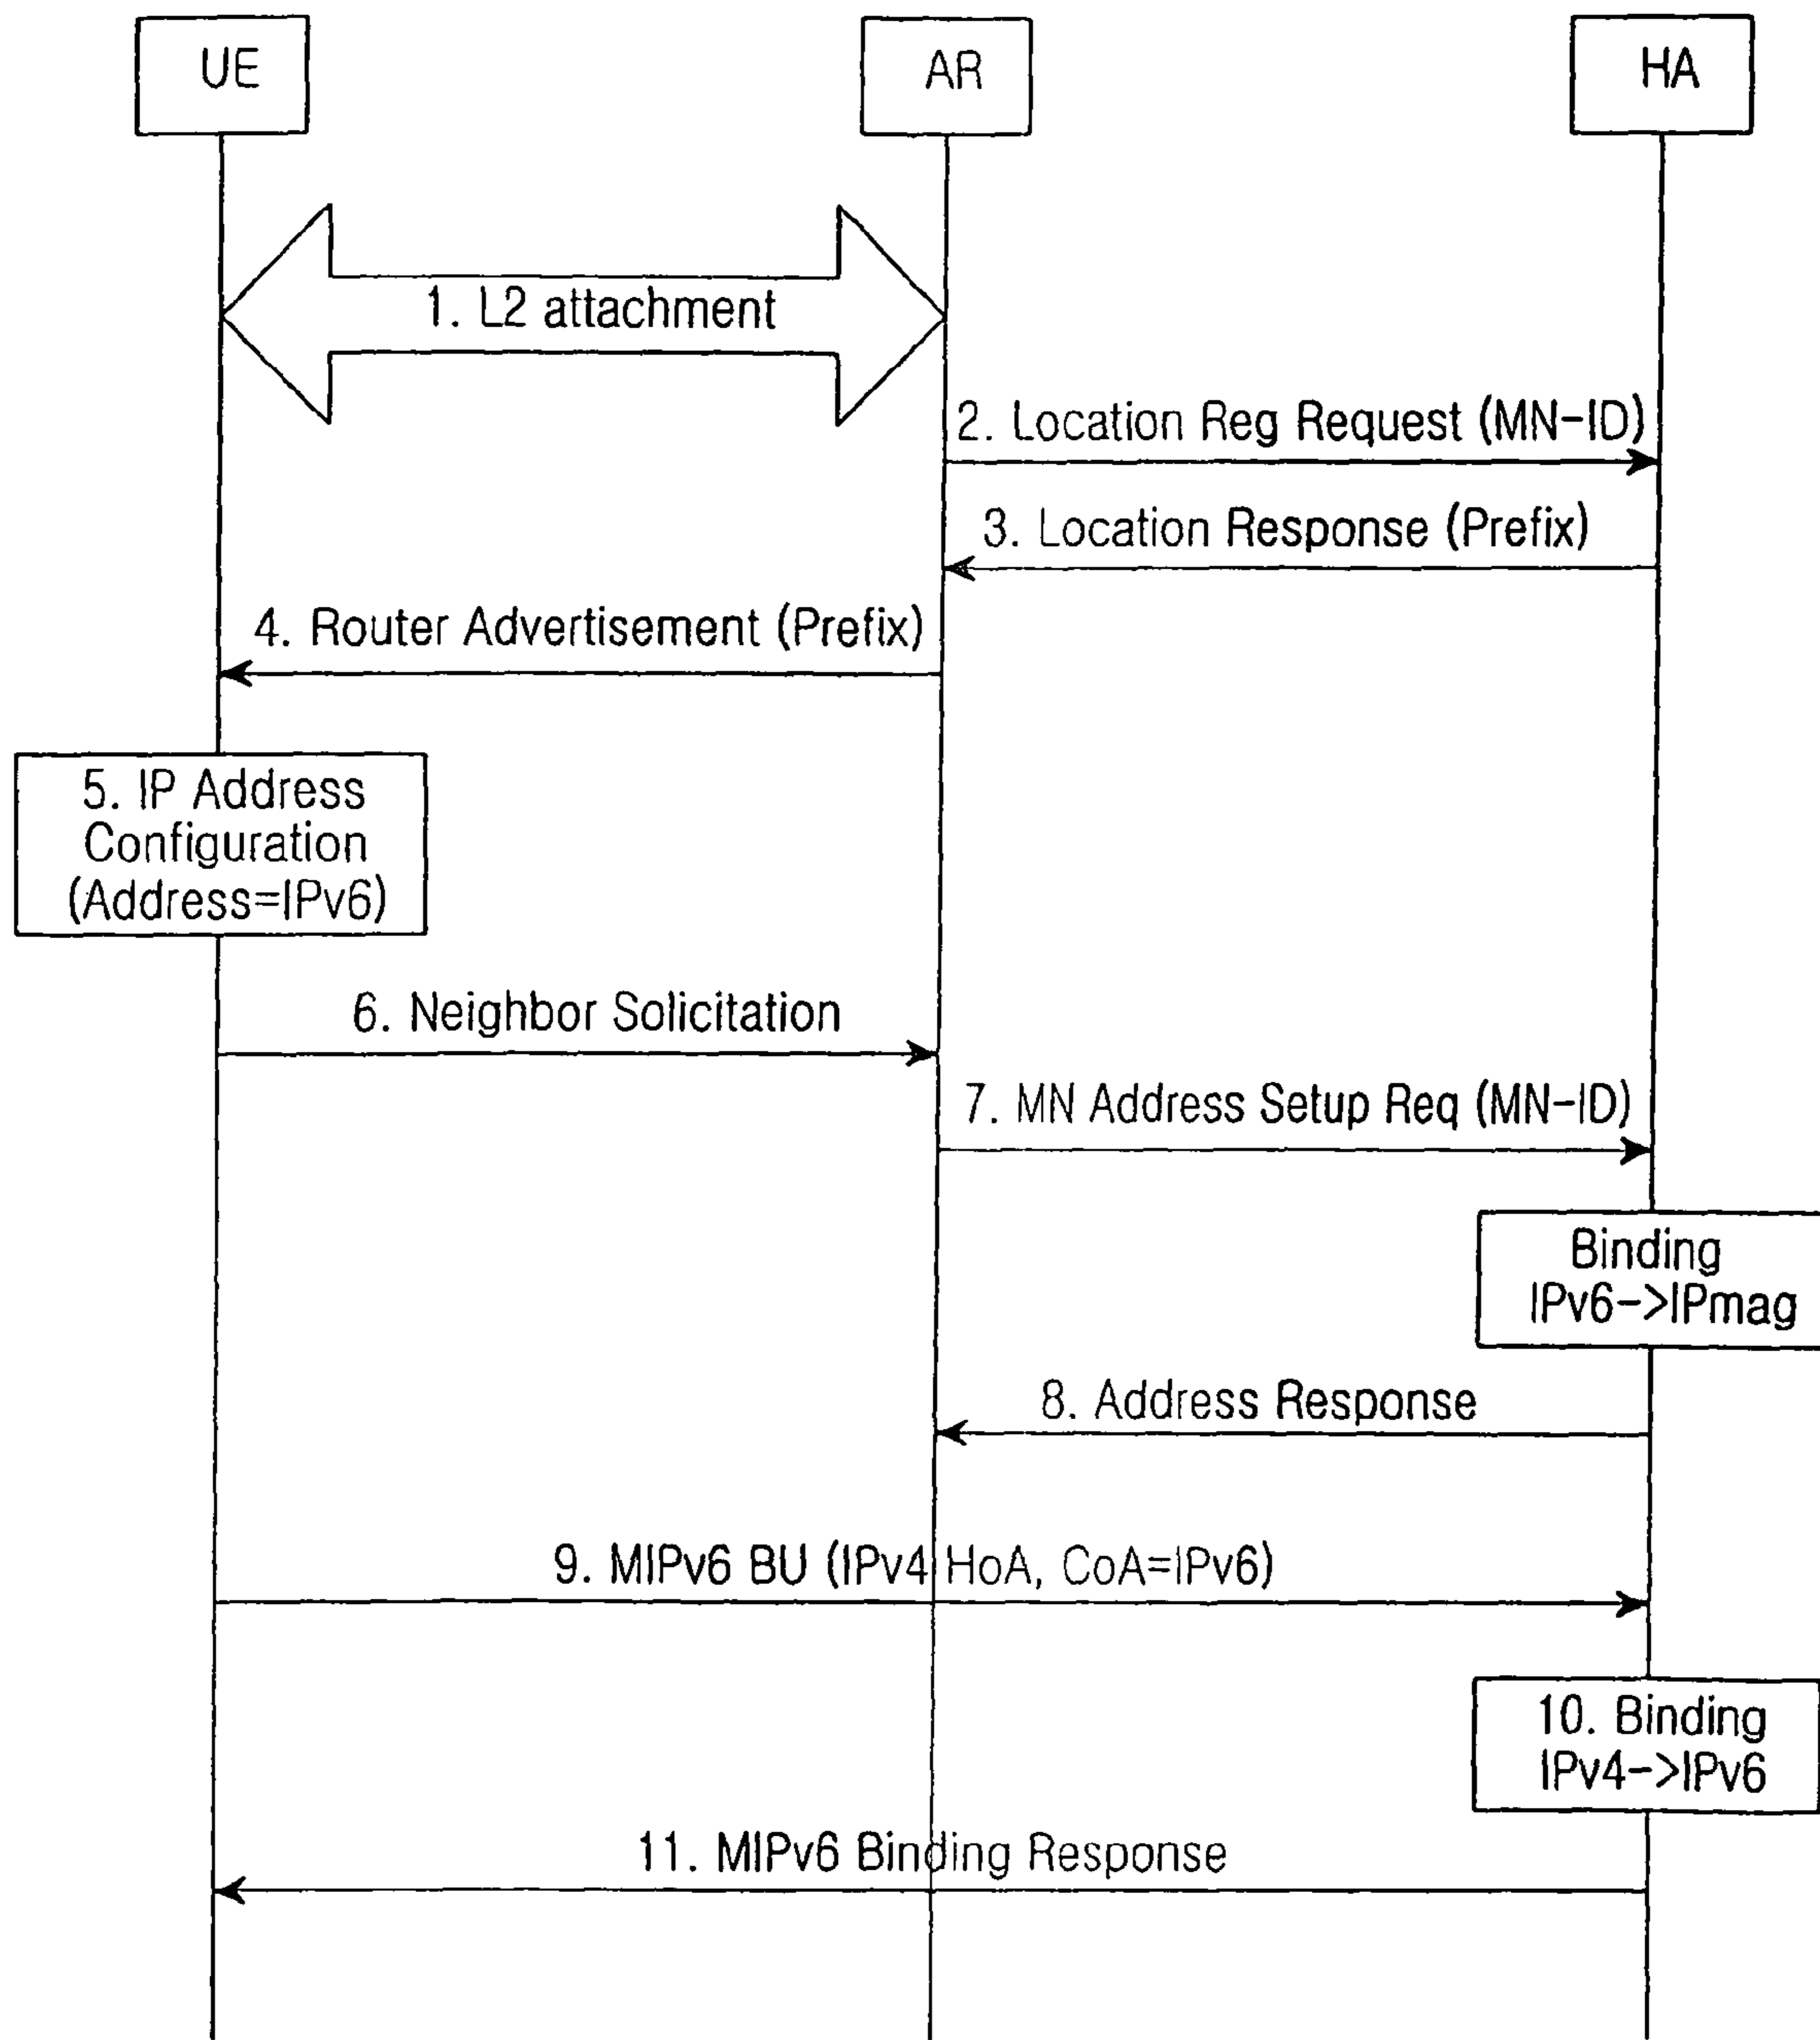 UE
AR
HA
1. L2 attachment
2. Location Reg Request (MN-ID)
3. Location Response (Prefix)
4. Router Advertisement (Prefix)
5. IP Address
Configuration
(Address=IPv6)
6. Neighbor Solicitation
7. MN Address Setup Req (MN-ID)
Binding
IPv6->IPmag
8. Address Response
9. MIPv6 BU (IPv4 HoA, CoA=IPv6)
10. Binding
IPv4->IPv6
11. MIPv6 Binding Response